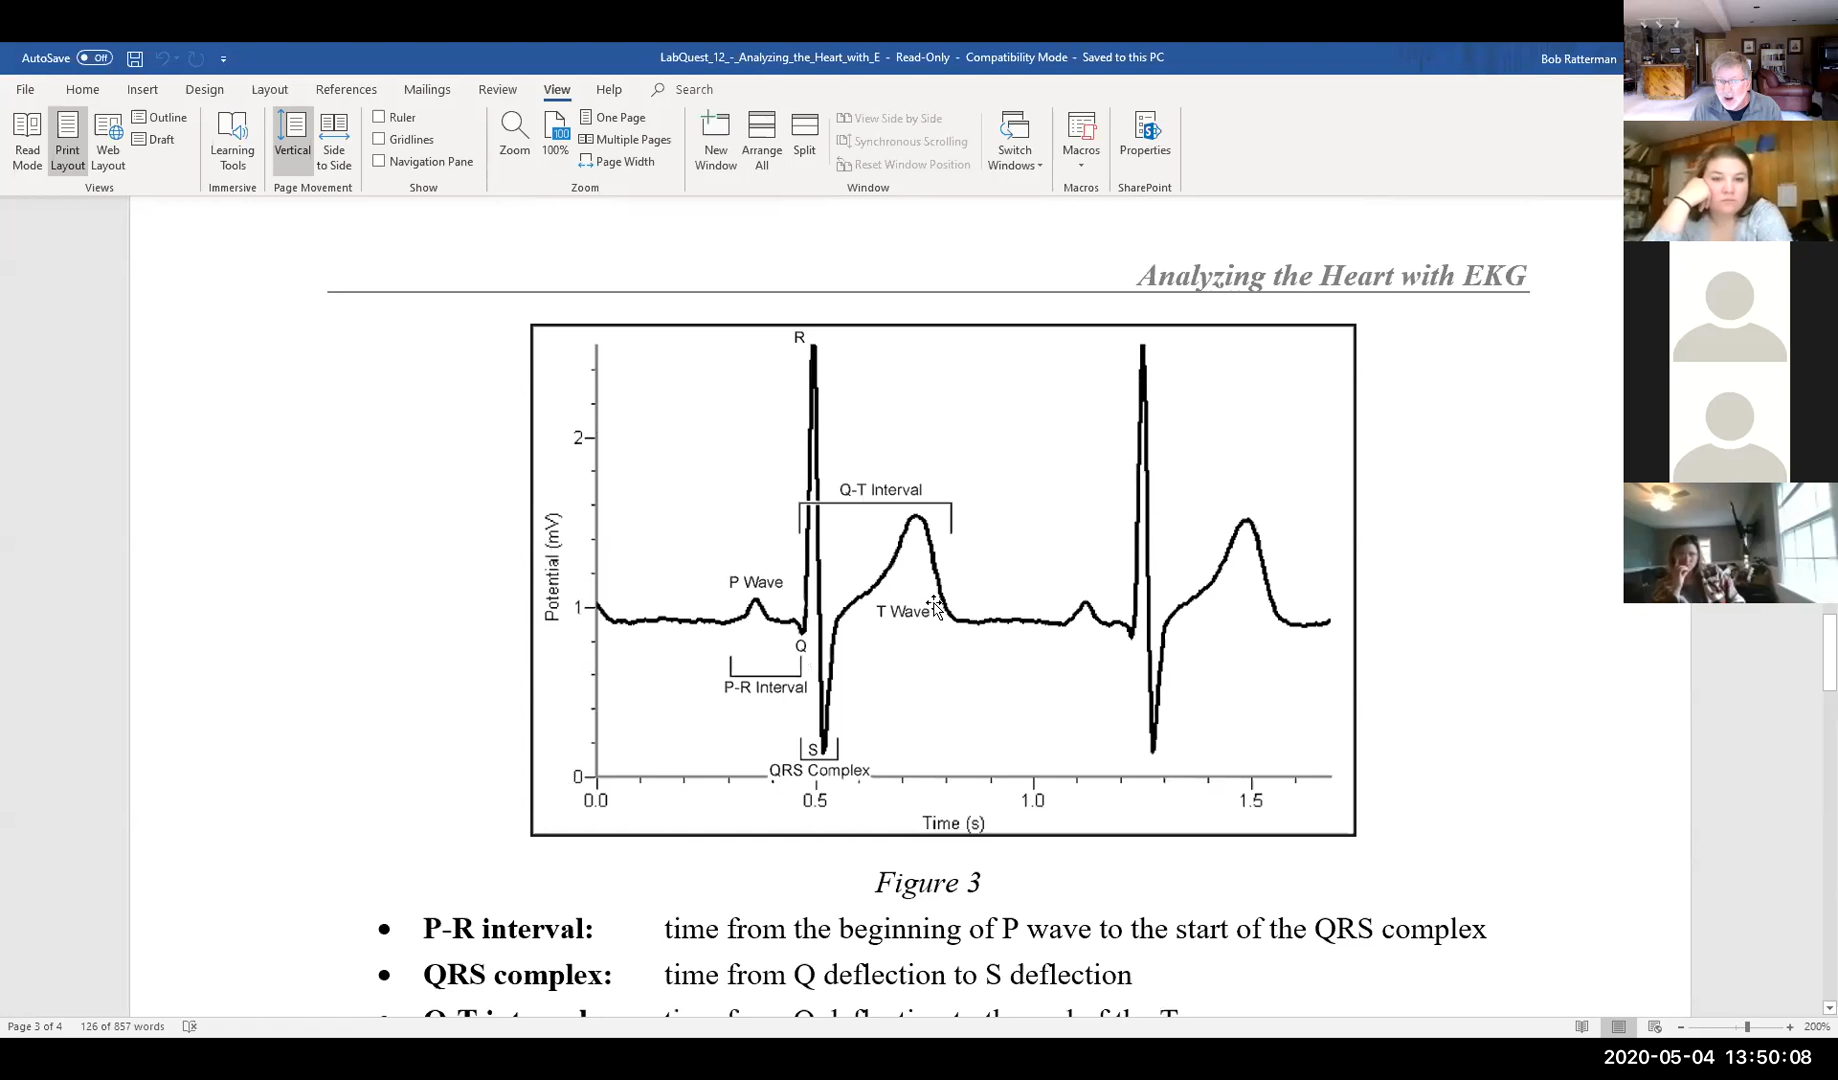 AutoSave Off
LabQuest_12_-_Analyzing_the_Heart_with_E - Read-Only - Compatibility Mode - Saved to this PC
Bob Ratterman
File Home Insert Design Layout References Mailings Review View Help Search
Read Mode
Print Layout
Web Layout
Outline
Draft
Views
Learning Tools
Immersive
Vertical
Side to Side
Page Movement
Ruler
Gridlines
Navigation Pane
Show
Zoom
100
100%
One Page
Multiple Pages
Page Width
Zoom
New Window
Arrange All
Split
View Side by Side
Synchronous Scrolling
Reset Window Position
Switch Windows
Window
Macros
Macros
Properties
SharePoint
Analyzing the Heart with EKG
R
2
Q-T Interval
Potential (mV)
P Wave
1
T Wave
Q
P-R Interval
S
QRS Complex
0
0.0 0.5 1.0 1.5
Time (s)
Figure 3
• P-R interval: time from the beginning of P wave to the start of the QRS complex
• QRS complex: time from Q deflection to S deflection
Page 3 of 4 126 of 857 words
200%
2020-05-04 13:50:08